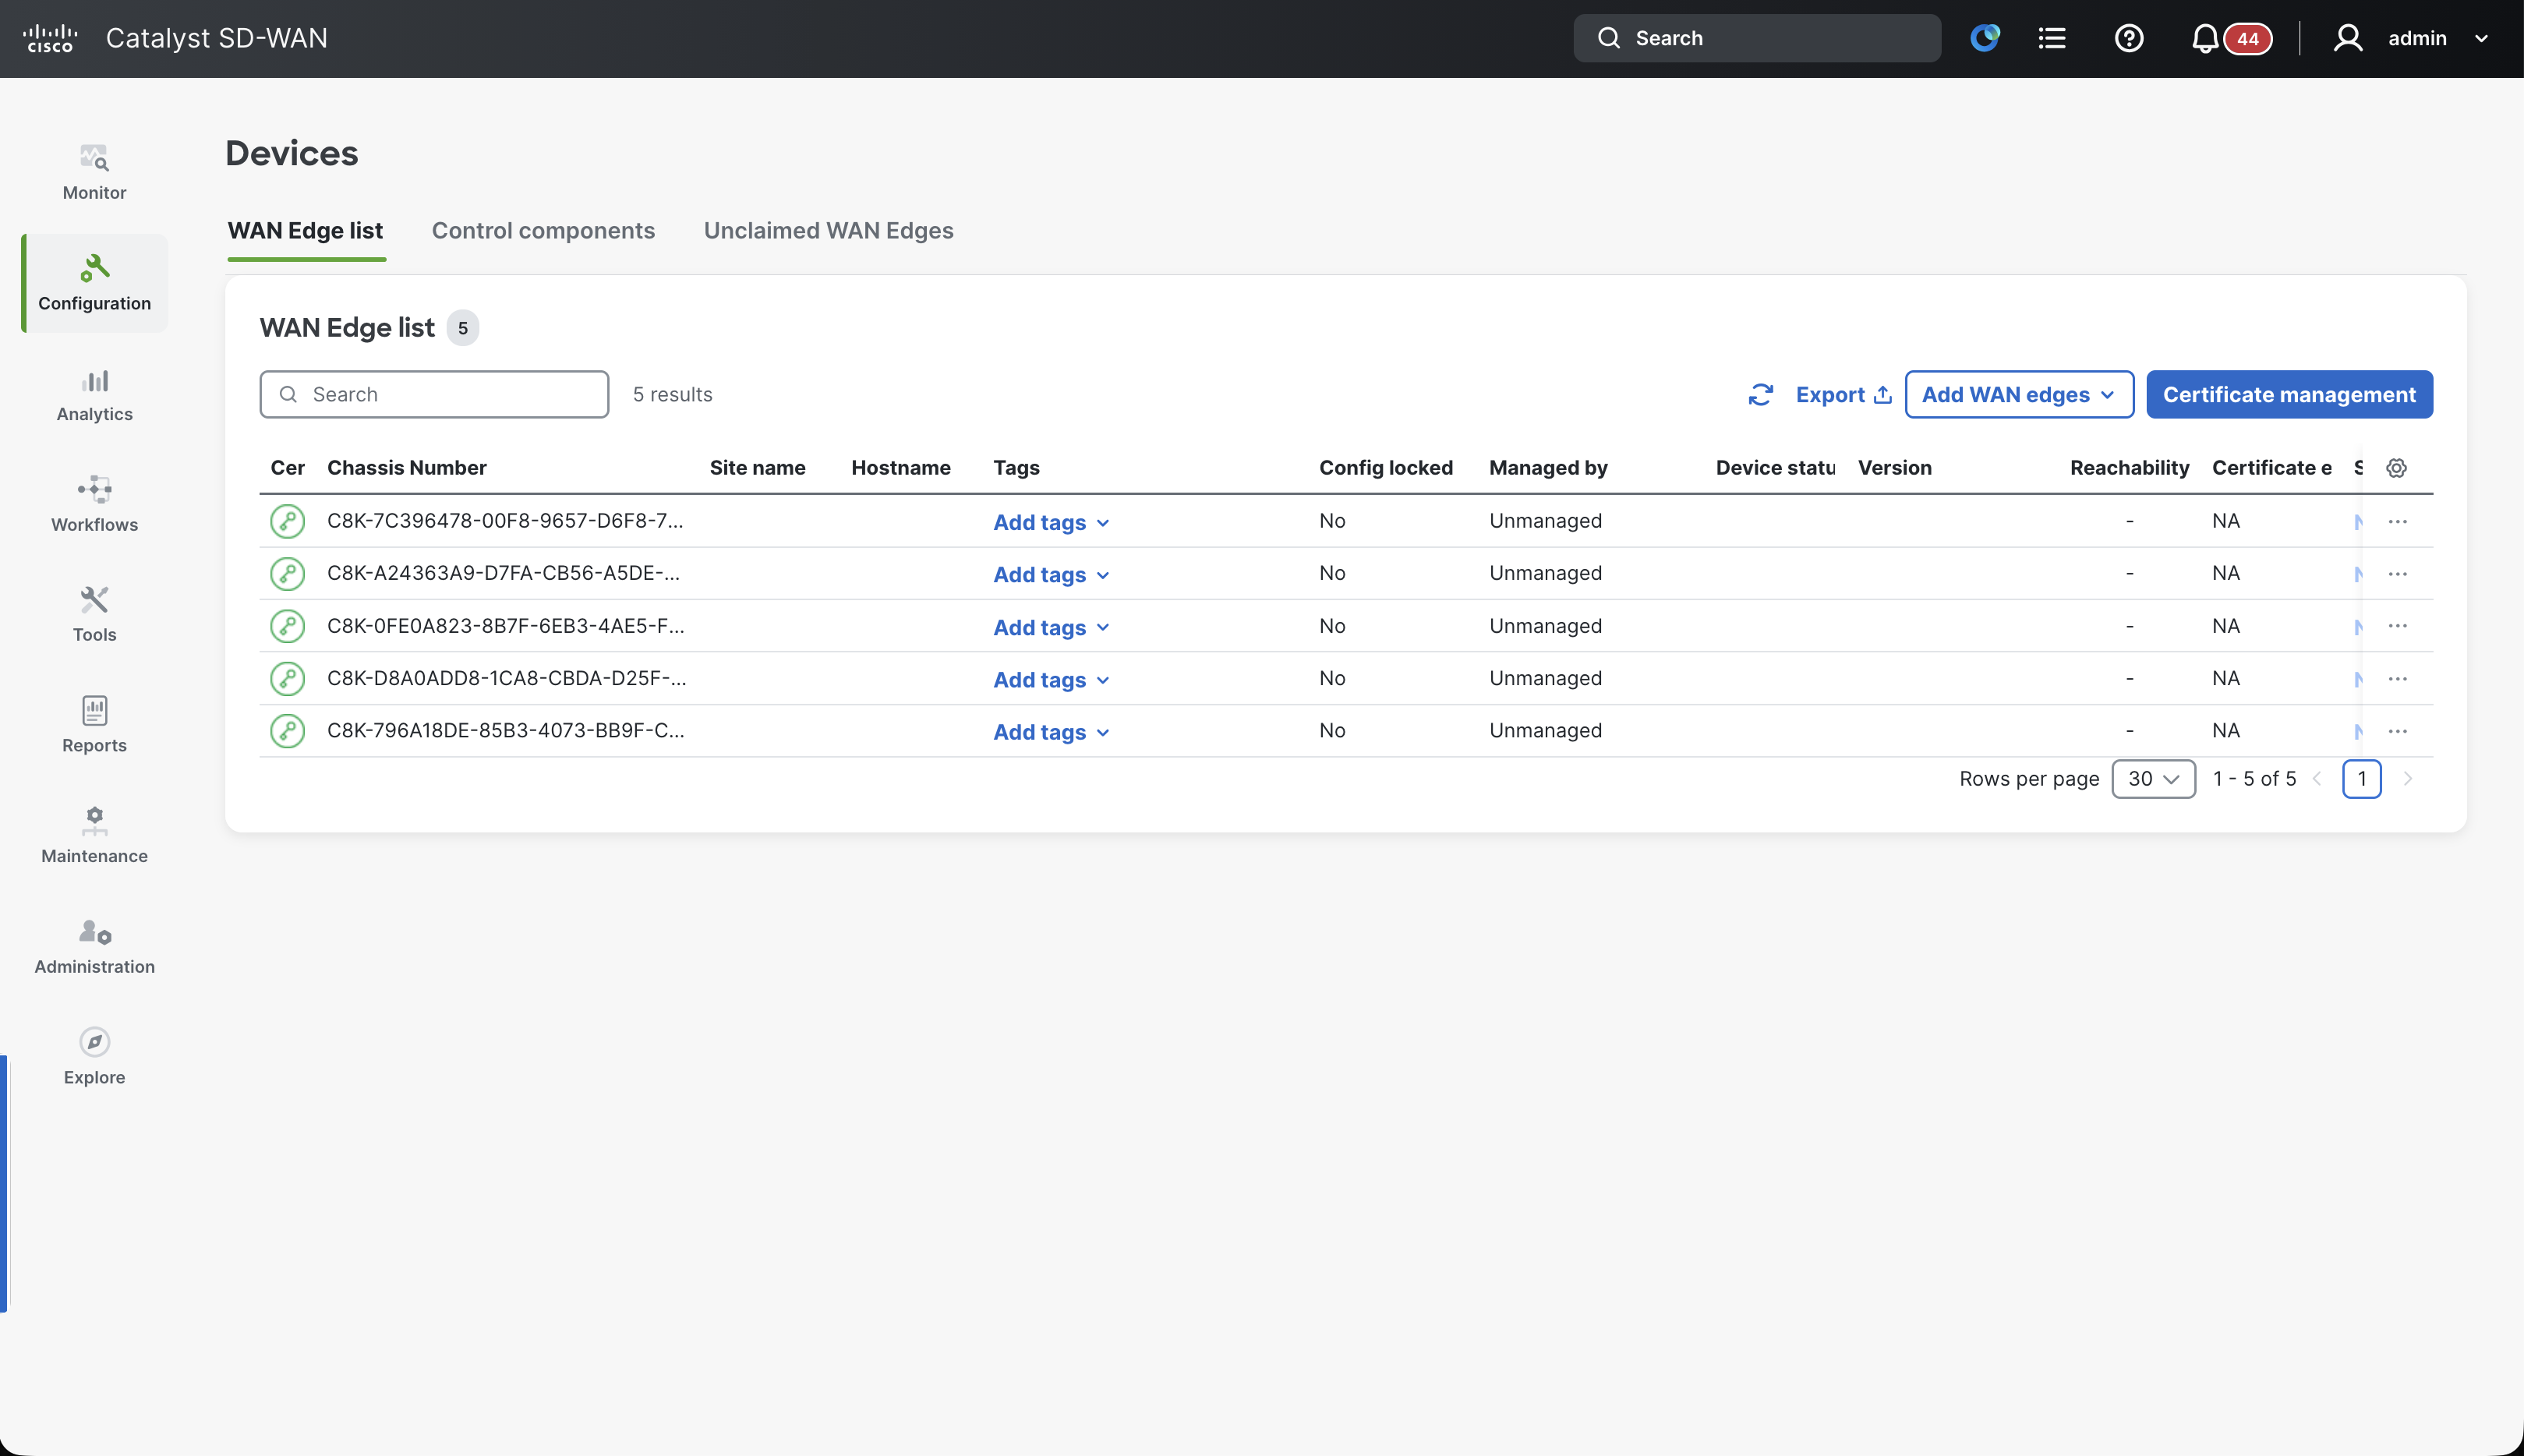 CISCO Catalyst SD-WAN Search 44 admin
Monitor
Configuration
Analytics
Workflows
Tools
Reports
Maintenance
Administration
Explore
Devices
WAN Edge list Control components Unclaimed WAN Edges
WAN Edge list 5
Search 5 results Export Add WAN edges Certificate management
Cer Chassis Number Site name Hostname Tags Config locked Managed by Device statu Version Reachability Certificate e
C8K-7C396478-00F8-9657-D6F8-7... Add tags No Unmanaged - NA
C8K-A24363A9-D7FA-CB56-A5DE-... Add tags No Unmanaged - NA
C8K-0FE0A823-8B7F-6EB3-4AE5-F... Add tags No Unmanaged - NA
C8K-D8A0ADD8-1CA8-CBDA-D25F-... Add tags No Unmanaged - NA
C8K-796A18DE-85B3-4073-BB9F-C... Add tags No Unmanaged - NA
Rows per page 30 1 - 5 of 5 1